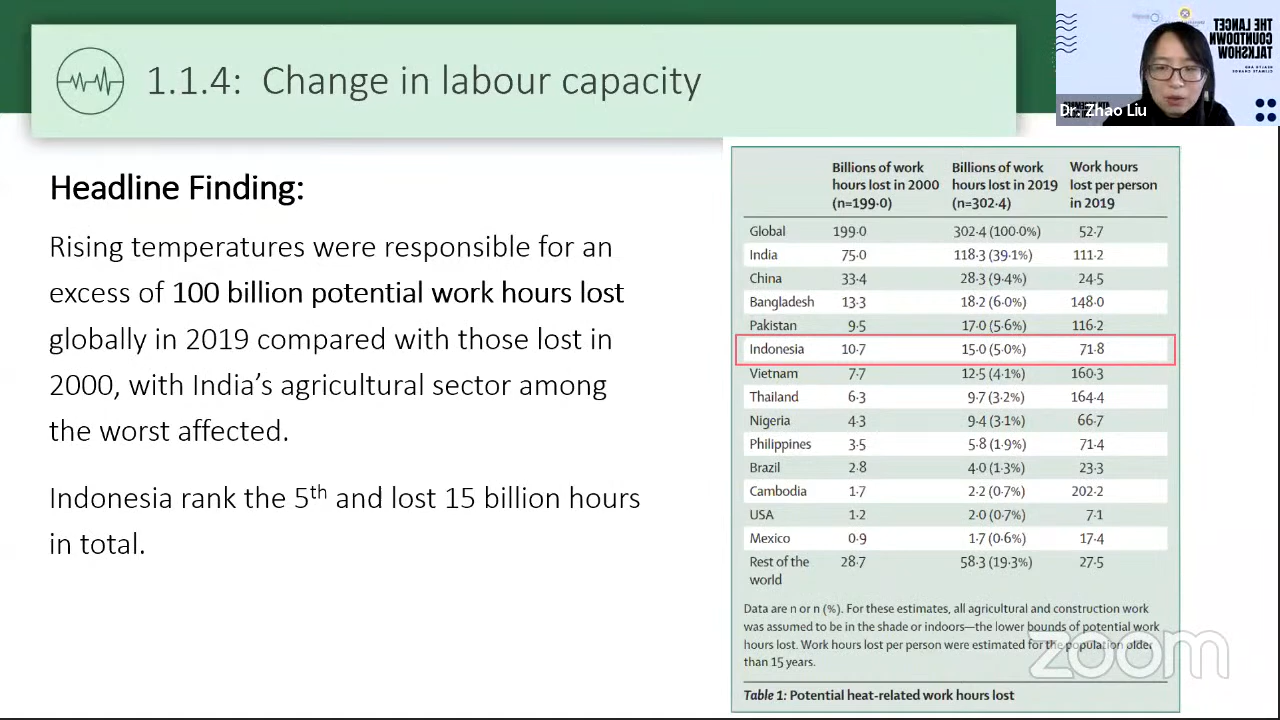 1.1.4: Change in labour capacity
THE LANCET
COUNTDOWN
TALKSHOW
HEALTH AND
CLIMATE CHANGE
Dr. Zhao Liu
Headline Finding:
Rising temperatures were responsible for an
excess of 100 billion potential work hours lost
globally in 2019 compared with those lost in
2000, with India’s agricultural sector among
the worst affected.
Indonesia rank the 5th and lost 15 billion hours
in total.
Billions of work hours lost in 2000 (n=199·0) Billions of work hours lost in 2019 (n=302·4) Work hours lost per person in 2019
Global 199·0 302·4 (100·0%) 52·7
India 75·0 118·3 (39·1%) 111·2
China 33·4 28·3 (9·4%) 24·5
Bangladesh 13·3 18·2 (6·0%) 148·0
Pakistan 9·5 17·0 (5·6%) 116·2
Indonesia 10·7 15·0 (5·0%) 71·8
Vietnam 7·7 12·5 (4·1%) 160·3
Thailand 6·3 9·7 (3·2%) 164·4
Nigeria 4·3 9·4 (3·1%) 66·7
Philippines 3·5 5·8 (1·9%) 71·4
Brazil 2·8 4·0 (1·3%) 23·3
Cambodia 1·7 2·2 (0·7%) 202·2
USA 1·2 2·0 (0·7%) 7·1
Mexico 0·9 1·7 (0·6%) 17·4
Rest of the world 28·7 58·3 (19·3%) 27·5
Data are n or n (%). For these estimates, all agricultural and construction work
was assumed to be in the shade or indoors—the lower bounds of potential work
hours lost. Work hours lost per person were estimated for the population older
than 15 years.
Table 1: Potential heat-related work hours lost
zoom